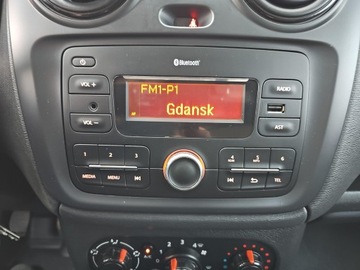 Bluetooth
VOL +
FM1-P1
RADIO
Gdansk
VOL −
AST
1 2 3
4 5 6
MEDIA MENU
TEL
A/C